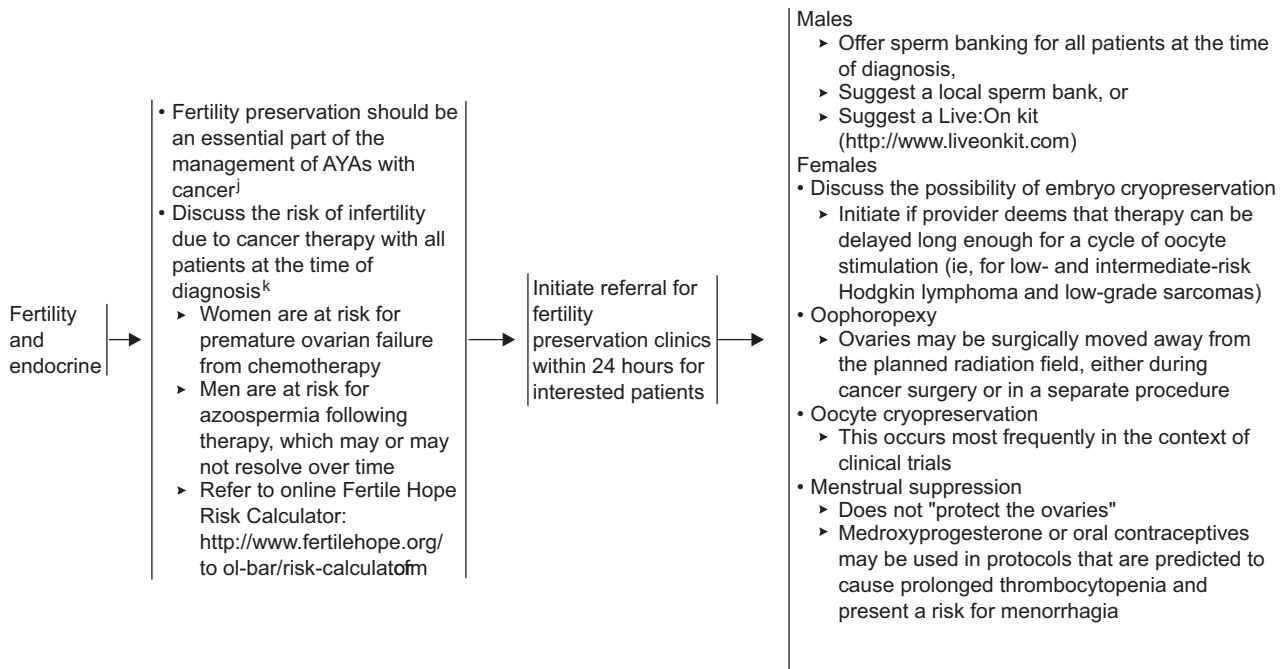 Fertility
and
endocrine
• Fertility preservation should be
an essential part of the
management of AYAs with
cancerj
• Discuss the risk of infertility
due to cancer therapy with all
patients at the time of
diagnosisk
➤ Women are at risk for
premature ovarian failure
from chemotherapy
➤ Men are at risk for
azoospermia following
therapy, which may or may
not resolve over time
➤ Refer to online Fertile Hope
Risk Calculator:
http://www.fertilehope.org/
to ol-bar/risk-calculator.cfm
Initiate referral for
fertility
preservation clinics
within 24 hours for
interested patients
Males
➤ Offer sperm banking for all patients at the time
of diagnosis,
➤ Suggest a local sperm bank, or
➤ Suggest a Live:On kit
(http://www.liveonkit.com)
Females
• Discuss the possibility of embryo cryopreservation
➤ Initiate if provider deems that therapy can be
delayed long enough for a cycle of oocyte
stimulation (ie, for low- and intermediate-risk
Hodgkin lymphoma and low-grade sarcomas)
• Oophoropexy
➤ Ovaries may be surgically moved away from
the planned radiation field, either during
cancer surgery or in a separate procedure
• Oocyte cryopreservation
➤ This occurs most frequently in the context of
clinical trials
• Menstrual suppression
➤ Does not "protect the ovaries"
➤ Medroxyprogesterone or oral contraceptives
may be used in protocols that are predicted to
cause prolonged thrombocytopenia and
present a risk for menorrhagia